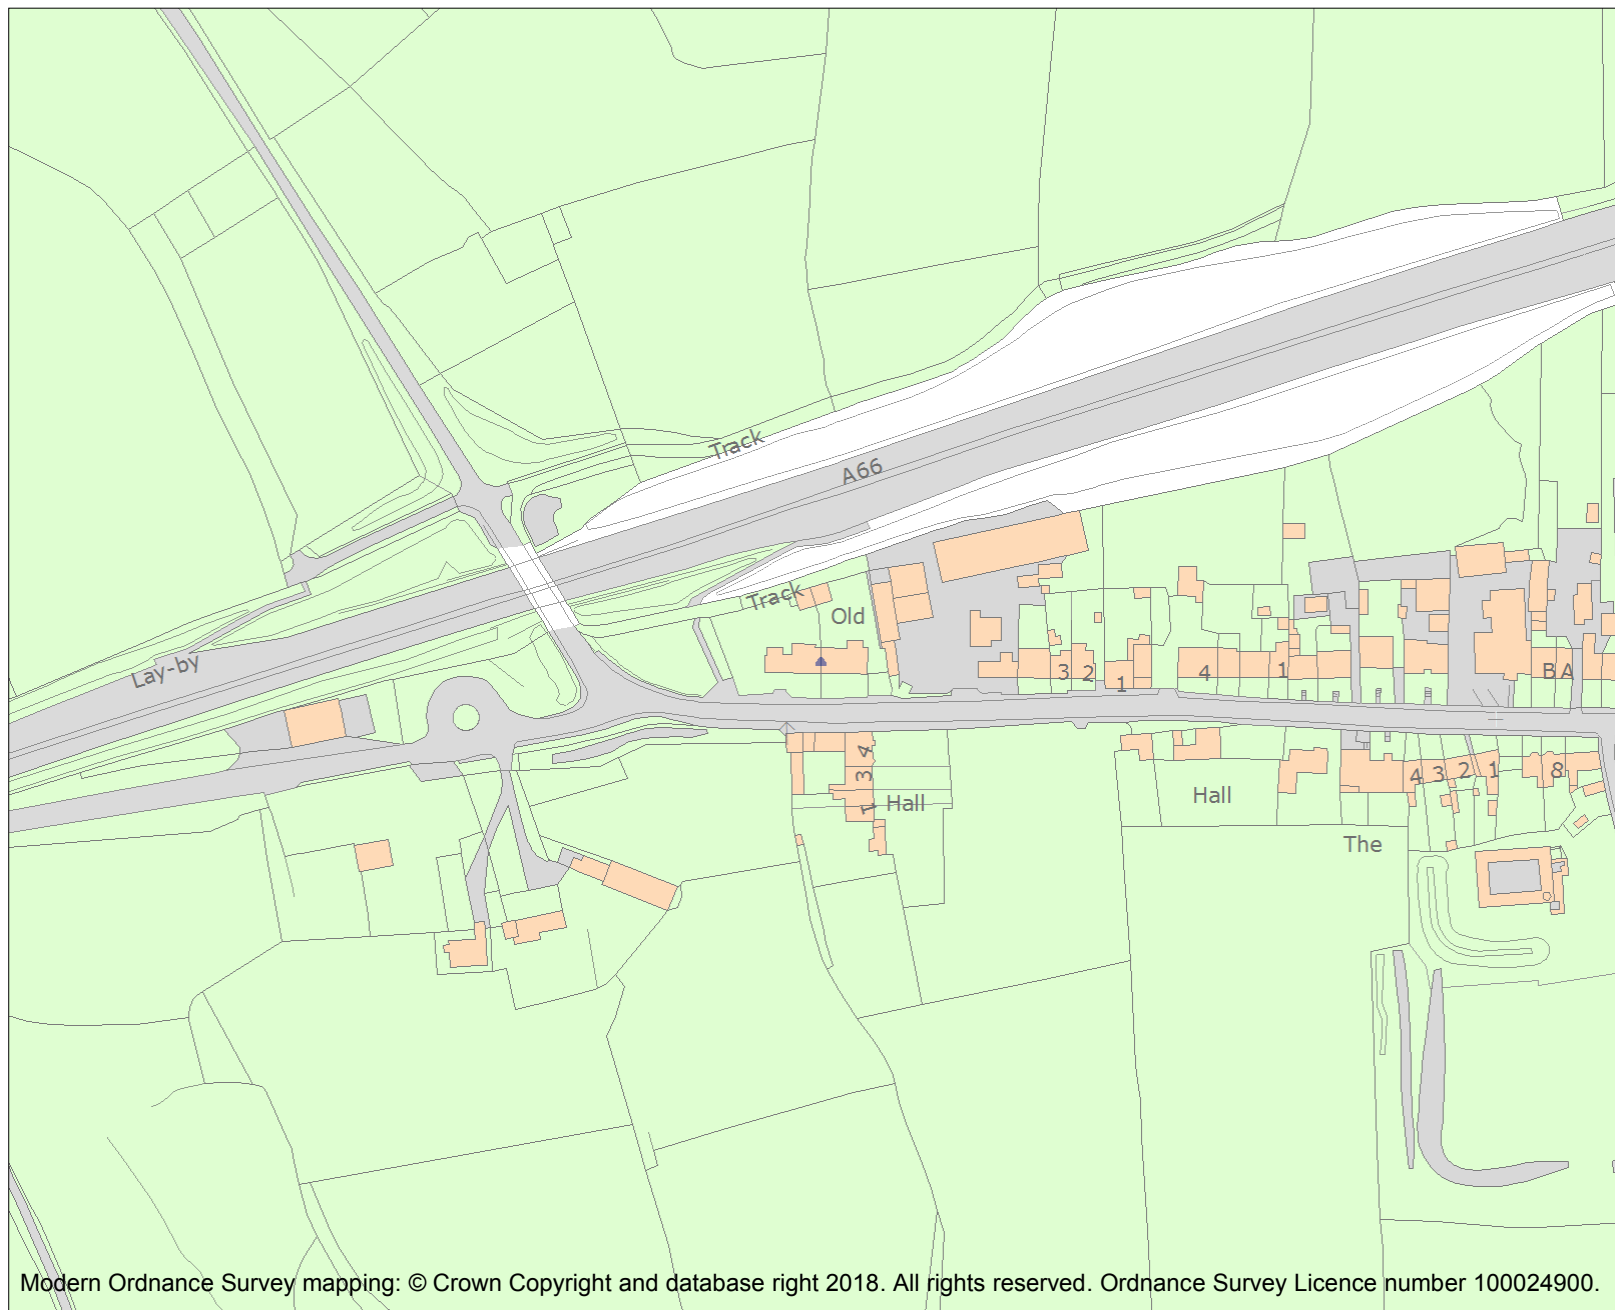 Track
A66
Track
Old
Lay-by
3 2 1 4 1 B A
4
3
1
Hall
Hall
4 3 2 1 8
The
Modern Ordnance Survey mapping: © Crown Copyright and database right 2018. All rights reserved. Ordnance Survey Licence number 100024900.